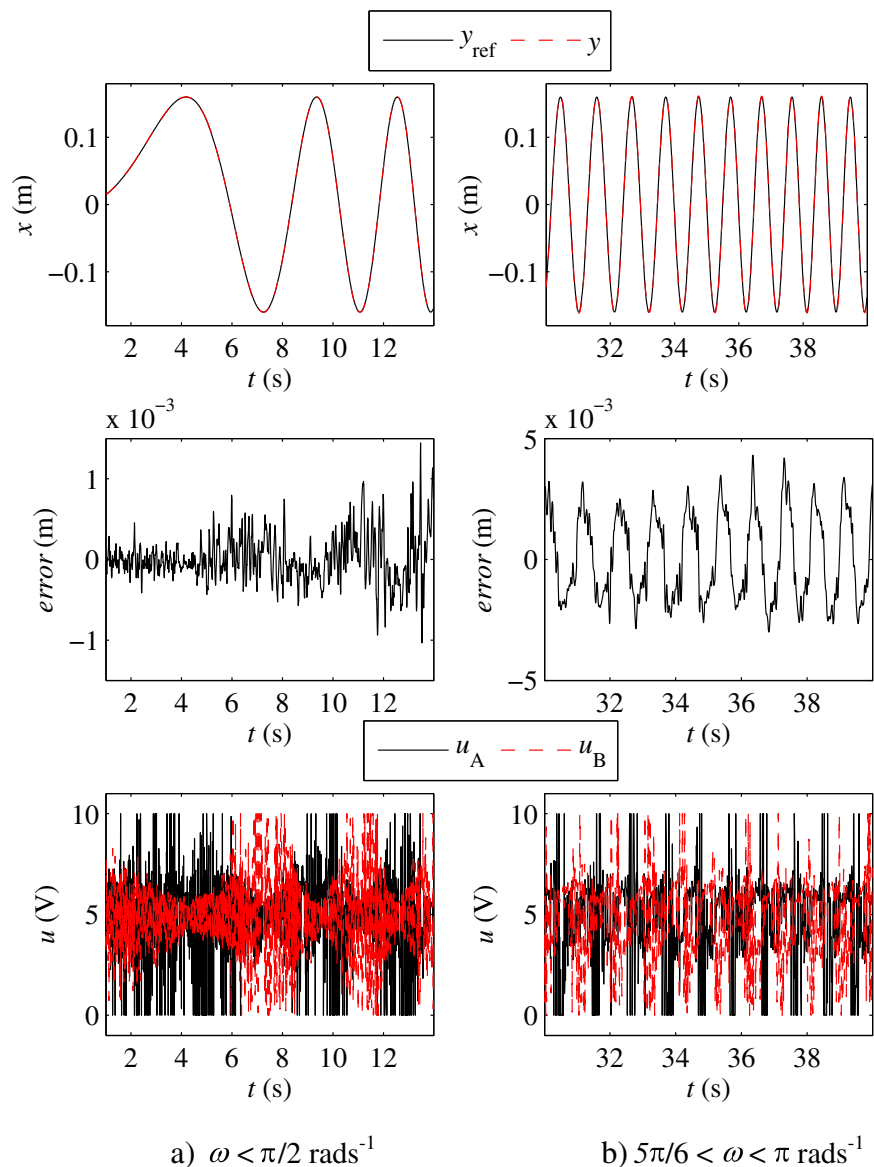 y_ref y
0.1
0
−0.1
x (m)
2 4 6 8 10 12
t (s)
0.1
0
−0.1
x (m)
32 34 36 38
t (s)
x 10^-3
1
0
−1
error (m)
2 4 6 8 10 12
t (s)
x 10^-3
5
0
−5
error (m)
32 34 36 38
t (s)
u_A u_B
10
5
0
u (V)
2 4 6 8 10 12
t (s)
10
5
0
u (V)
32 34 36 38
t (s)
a) ω < π/2 rads^-1
b) 5π/6 < ω < π rads^-1